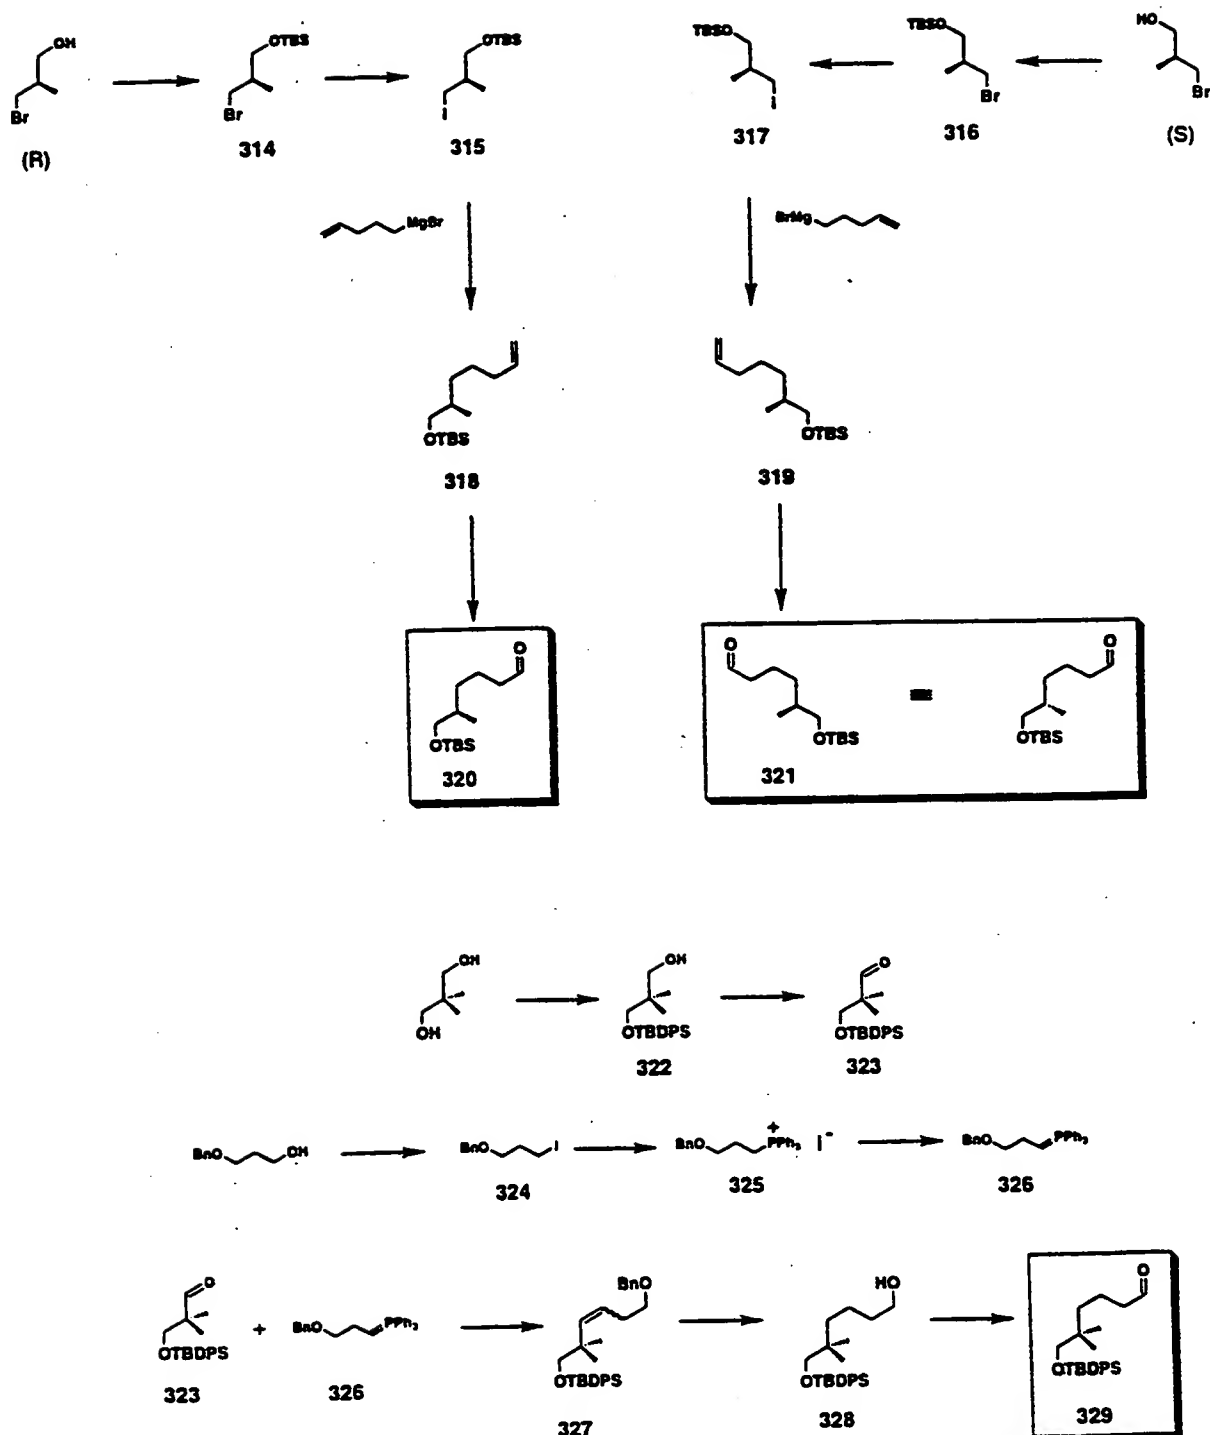 OH
Br
(R)
OTBS
Br
314
OTBS
I
315
TBSO
I
317
TBSO
Br
316
HO
Br
(S)
MgBr
BrMg
OTBS
318
OTBS
319
O
OTBS
320
O
OTBS
321
≡
O
OTBS
OH
OH
OH
OTBDPS
322
O
OTBDPS
323
BnO
OH
BnO
I
324
BnO
+
PPh3
I-
325
BnO
PPh3
326
O
OTBDPS
323
+
BnO
PPh3
326
BnO
OTBDPS
327
HO
OTBDPS
328
O
OTBDPS
329